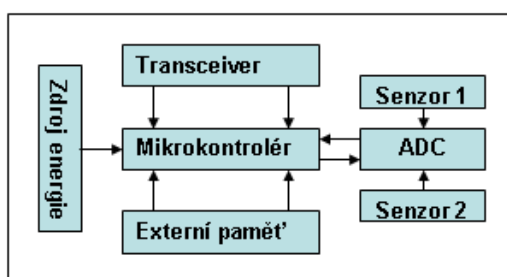 Transceiver
Zdroj energie
Senzor 1
Mikrokontrolér
ADC
Externí paměť
Senzor 2